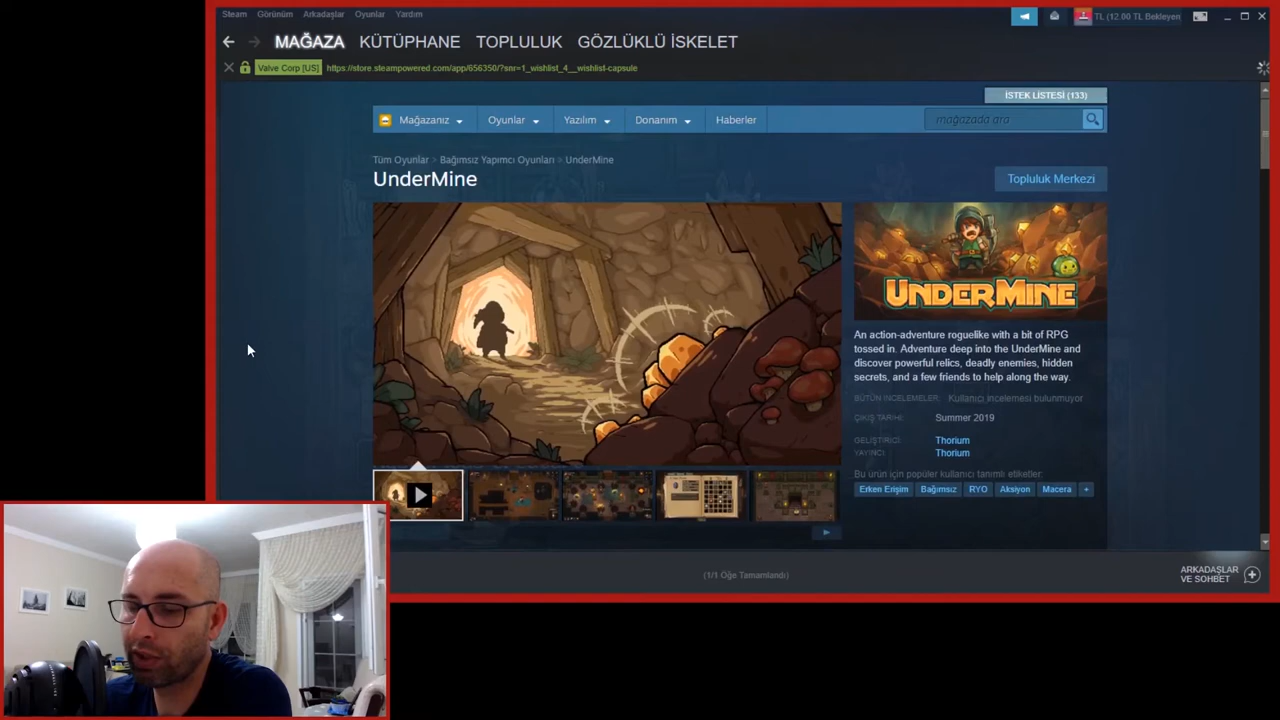 Steam Görünüm Arkadaşlar Oyunlar Yardım
TL (12.00 TL Bekleyen
MAĞAZA KÜTÜPHANE TOPLULUK GÖZLÜKLÜ İSKELET
Valve Corp [US] https://store.steampowered.com/app/656350/?snr=1_wishlist_4__wishlist-capsule
İSTEK LİSTESİ (133)
Mağazanız Oyunlar Yazılım Donanım Haberler mağazada ara
Tüm Oyunlar > Bağımsız Yapımcı Oyunları > UnderMine
UnderMine
Topluluk Merkezi
UNDERMINE
An action-adventure roguelike with a bit of RPG
tossed in. Adventure deep into the UnderMine and
discover powerful relics, deadly enemies, hidden
secrets, and a few friends to help along the way.
BÜTÜN İNCELEMELER: Kullanıcı incelemesi bulunmuyor
ÇIKIŞ TARİHİ: Summer 2019
GELİŞTİRİCİ: Thorium
YAYINCI: Thorium
Bu ürün için popüler kullanıcı tanımlı etiketler:
Erken Erişim Bağımsız RYO Aksiyon Macera +
(1/1 Öğe Tamamlandı)
ARKADAŞLAR
VE SOHBET